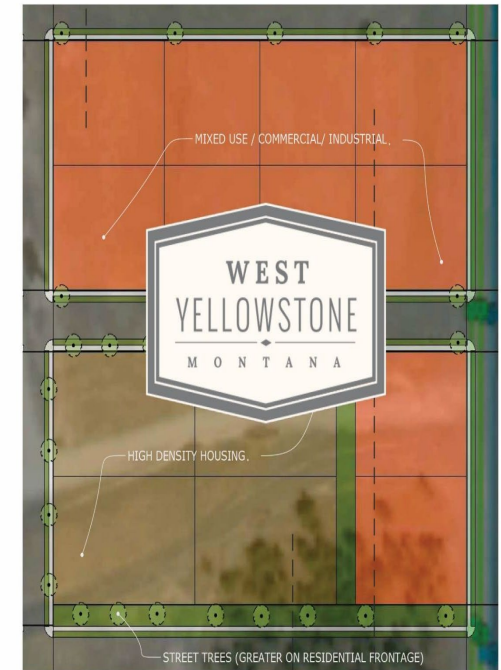 MIXED USE / COMMERCIAL/ INDUSTRIAL.
WEST
YELLOWSTONE
MONTANA
HIGH DENSITY HOUSING.
STREET TREES (GREATER ON RESIDENTIAL FRONTAGE)